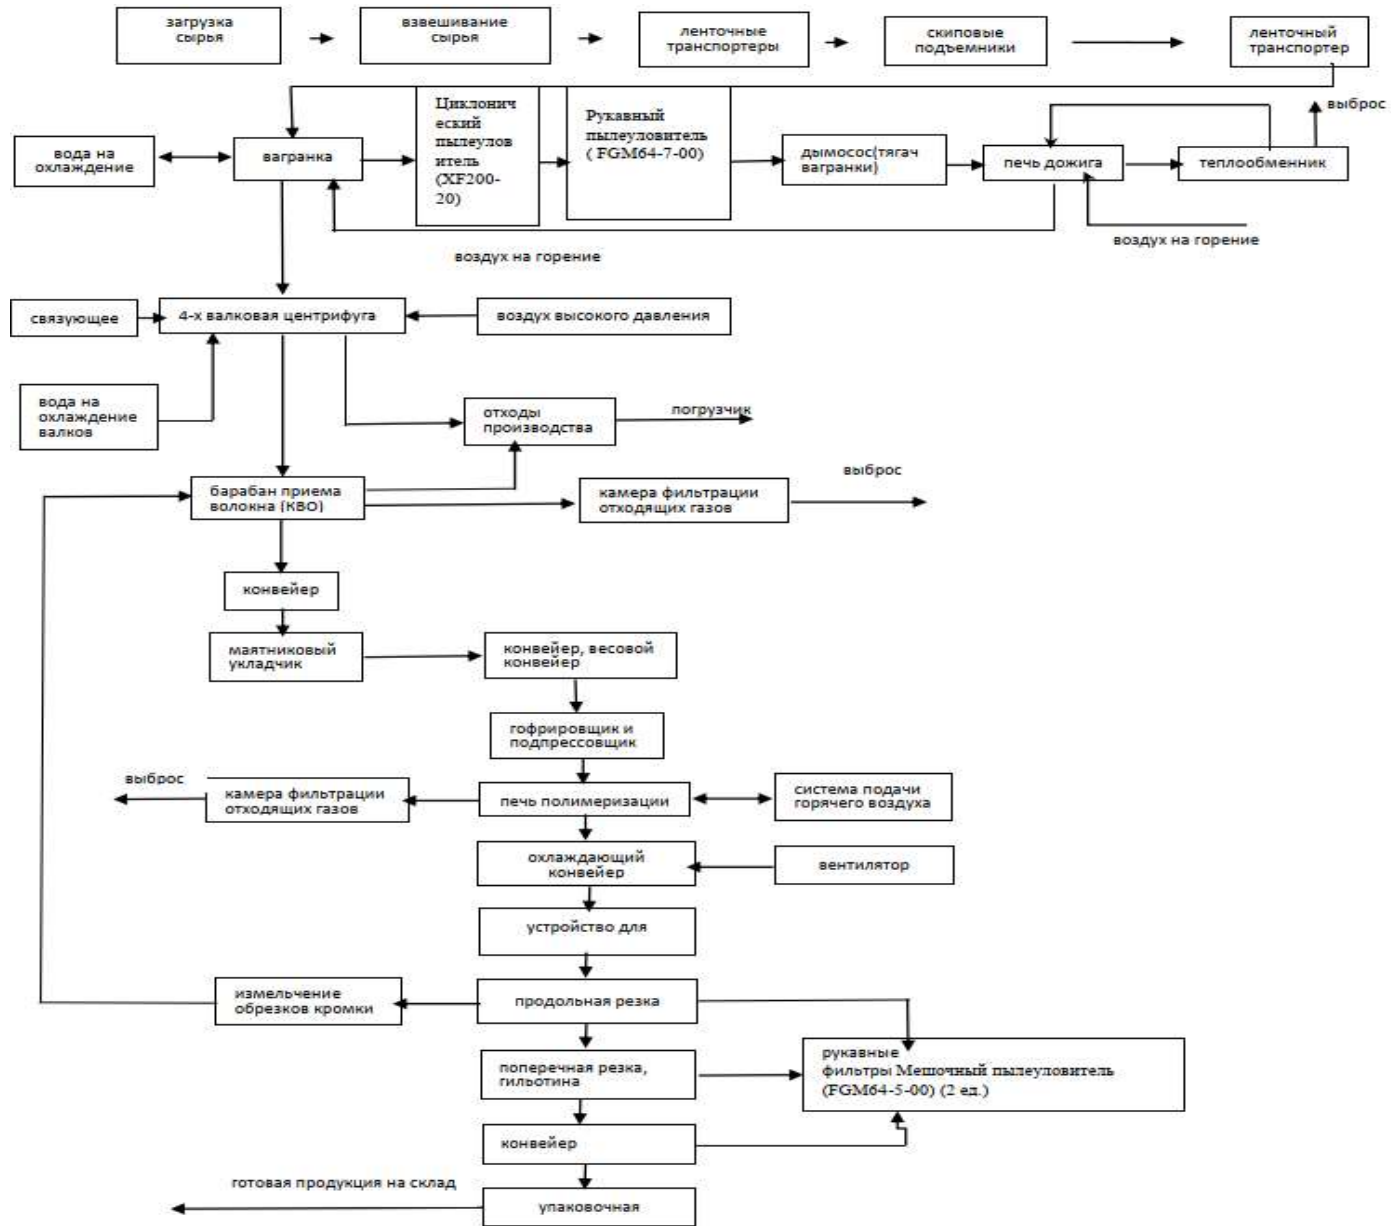 загрузка
сырья
взвешивание
сырья
ленточные
транспортеры
скиповые
подъемники
ленточный
транспортер
вода на
охлаждение
вагранка
Циклонич
еский
пылеулов
итель
(XF200-
20)
Рукавный
пылеуловитель
( FGM64-7-00)
дымосос(тягач
вагранки)
печь дожига
теплообменник
выброс
воздух на горение
воздух на горение
связующее
4-х валковая центрифуга
воздух высокого давления
вода на
охлаждение
валков
отходы
производства
погрузчик
барабан приема
волокна (КВО)
камера фильтрации
отходящих газов
выброс
конвейер
маятниковый
укладчик
конвейер, весовой
конвейер
гофрировщик и
подпрессовщик
выброс
камера фильтрации
отходящих газов
печь полимеризации
система подачи
горячего воздуха
охлаждающий
конвейер
вентилятор
устройство для
измельчение
обрезков кромки
продольная резка
поперечная резка,
гильотина
рукавные
фильтры Мешочный пылеуловитель
(FGM64-5-00) (2 ед.)
конвейер
готовая продукция на склад
упаковочная